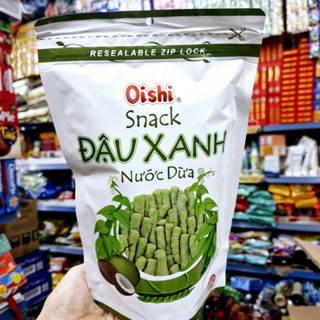 RESEALABLE ZIP LOCK
Oishi®
Snack
ĐẬU XANH
Nước Dừa